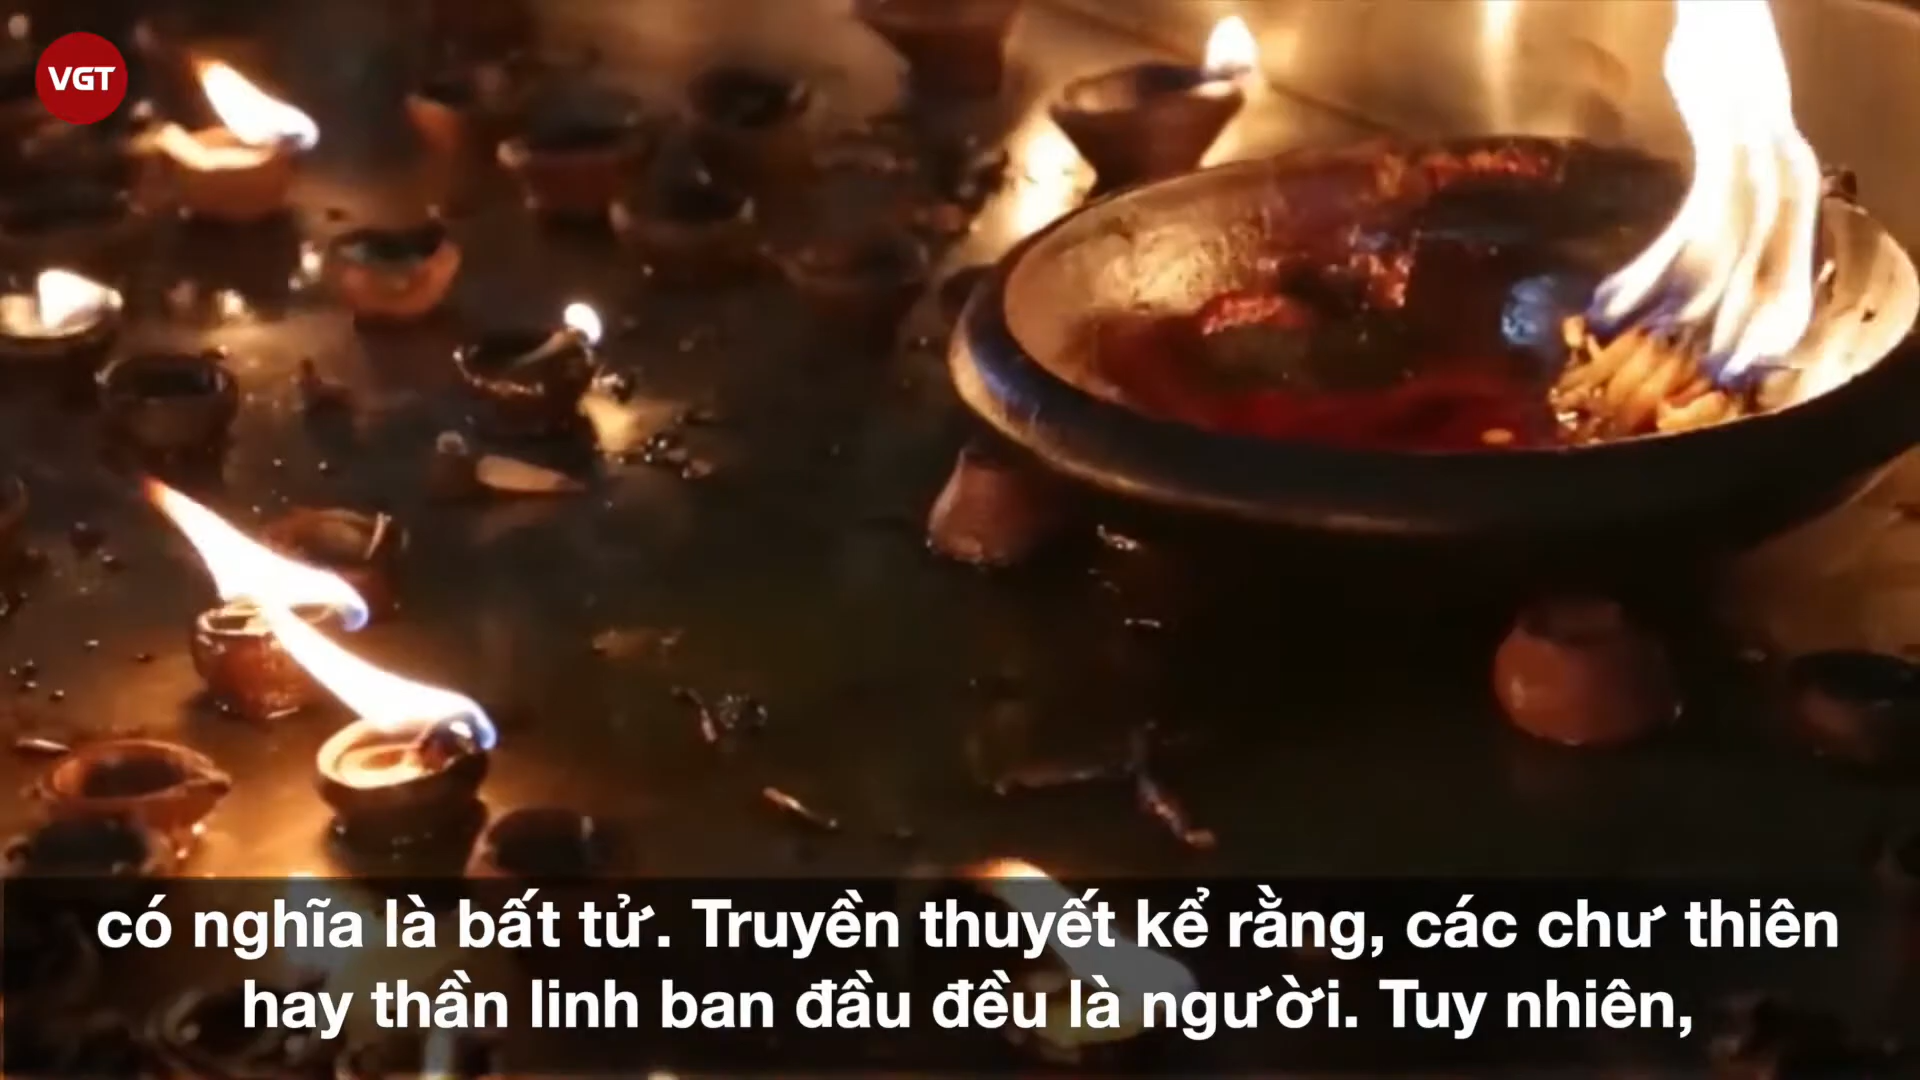 VGT
có nghĩa là bất tử. Truyền thuyết kể rằng, các chư thiên
hay thần linh ban đầu đều là người. Tuy nhiên,